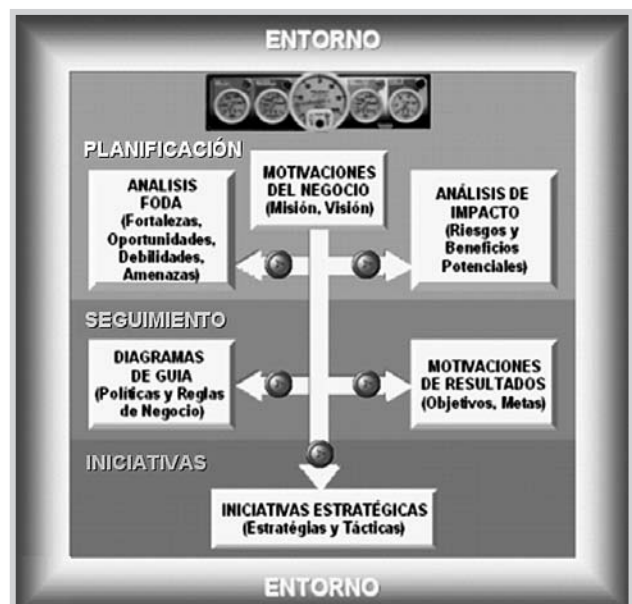 ENTORNO
PLANIFICACIÓN
MOTIVACIONES
DEL NEGOCIO
(Misión, Visión)
ANALISIS
FODA
(Fortalezas,
Oportunidades,
Debilidades,
Amenazas)
ANÁLISIS DE
IMPACTO
(Riesgos y
Beneficios
Potenciales)
SEGUIMIENTO
DIAGRAMAS
DE GUIA
(Políticas y Reglas
de Negocio)
MOTIVACIONES
DE RESULTADOS
(Objetivos, Metas)
INICIATIVAS
INICIATIVAS ESTRATÉGICAS
(Estratégias y Tácticas)
ENTORNO